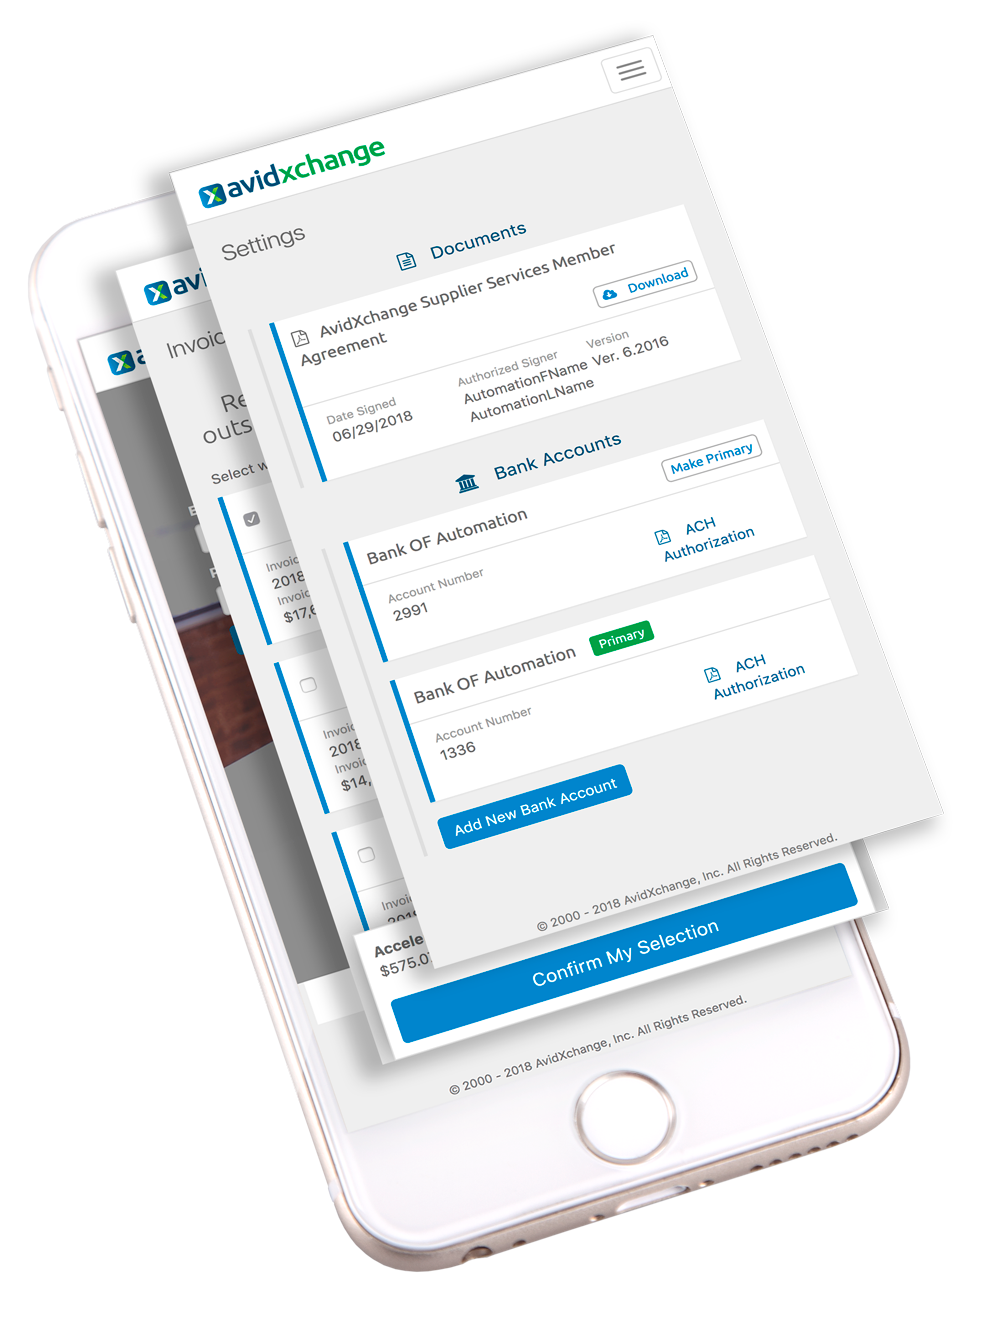 avidxchange
Settings
Documents
AvidXchange Supplier Services Member
Agreement
Download
Date Signed
06/29/2018
Authorized Signer
AutomationFName
AutomationLName
Version
Ver. 6.2016
Bank Accounts
Make Primary
Bank OF Automation
Account Number
2991
ACH
Authorization
Bank OF Automation
Primary
Account Number
1336
ACH
Authorization
Add New Bank Account
© 2000 - 2018 AvidXchange, Inc. All Rights Reserved.
avi
Invoic
Re
outs
Select w
Invoic
2018
Invoic
$17,6
Invoic
2018
Invoic
$14,
Invoic
2018
Accele
$575.0
Confirm My Selection
© 2000 - 2018 AvidXchange, Inc. All Rights Reserved.